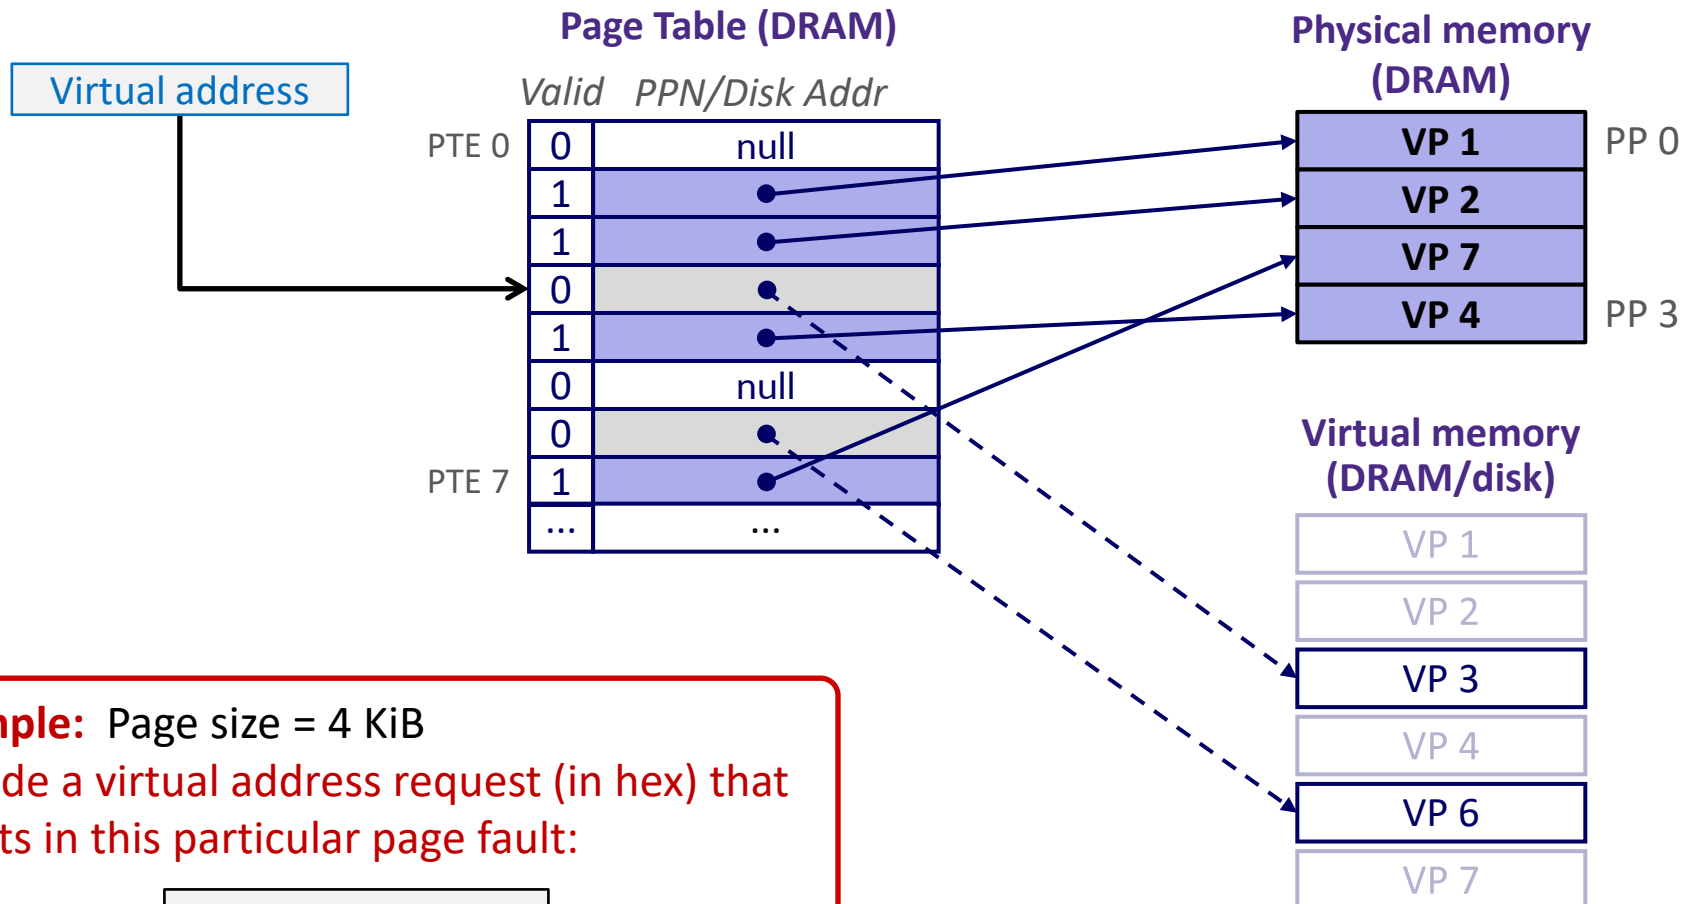 Page Table (DRAM)
Physical memory
(DRAM)
Virtual address
Valid PPN/Disk Addr
PTE 0 0 null
1
1
0
1
0 null
0
PTE 7 1
... ...
VP 1 PP 0
VP 2
VP 7
VP 4 PP 3
Virtual memory
(DRAM/disk)
VP 1
VP 2
VP 3
VP 4
VP 6
VP 7
mple: Page size = 4 KiB
de a virtual address request (in hex) that
ts in this particular page fault: